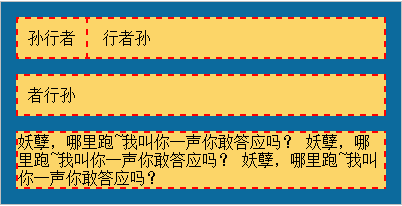 孙行者 行者孙
者行孙
妖孽，哪里跑~我叫你一声你敢答应吗？ 妖孽，哪
里跑~我叫你一声你敢答应吗？ 妖孽，哪里跑~我叫
你一声你敢答应吗？